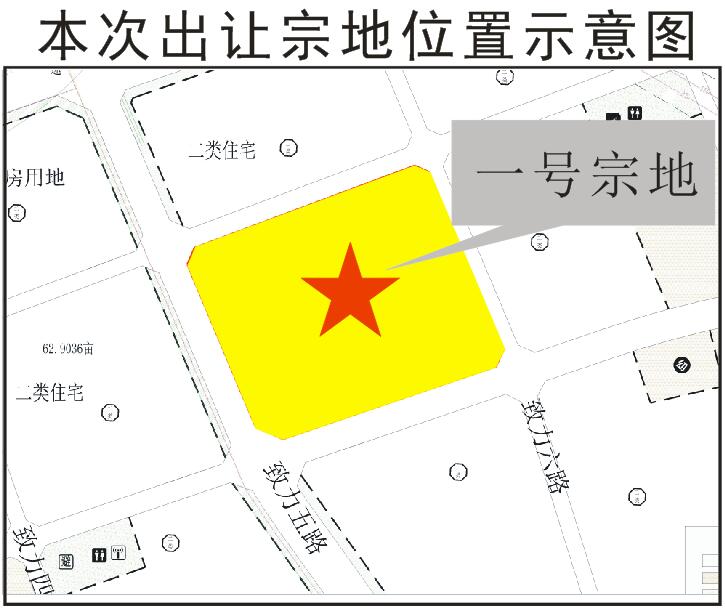 本次出让宗地位置示意图
二类住宅
房用地
一号宗地
62.9036亩
二类住宅
致力六路
致力五路
致力四